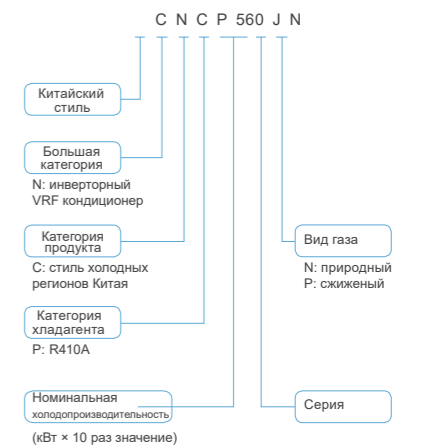 C N C P 560 J N
Китайский
стиль
Большая
категория
N: инверторный
VRF кондиционер
Категория
продукта
C: стиль холодных
регионов Китая
Вид газа
N: природный
P: сжиженый
Категория
хладагента
P: R410A
Номинальная
холодопроизводительность
(кВт × 10 раз значение)
Серия